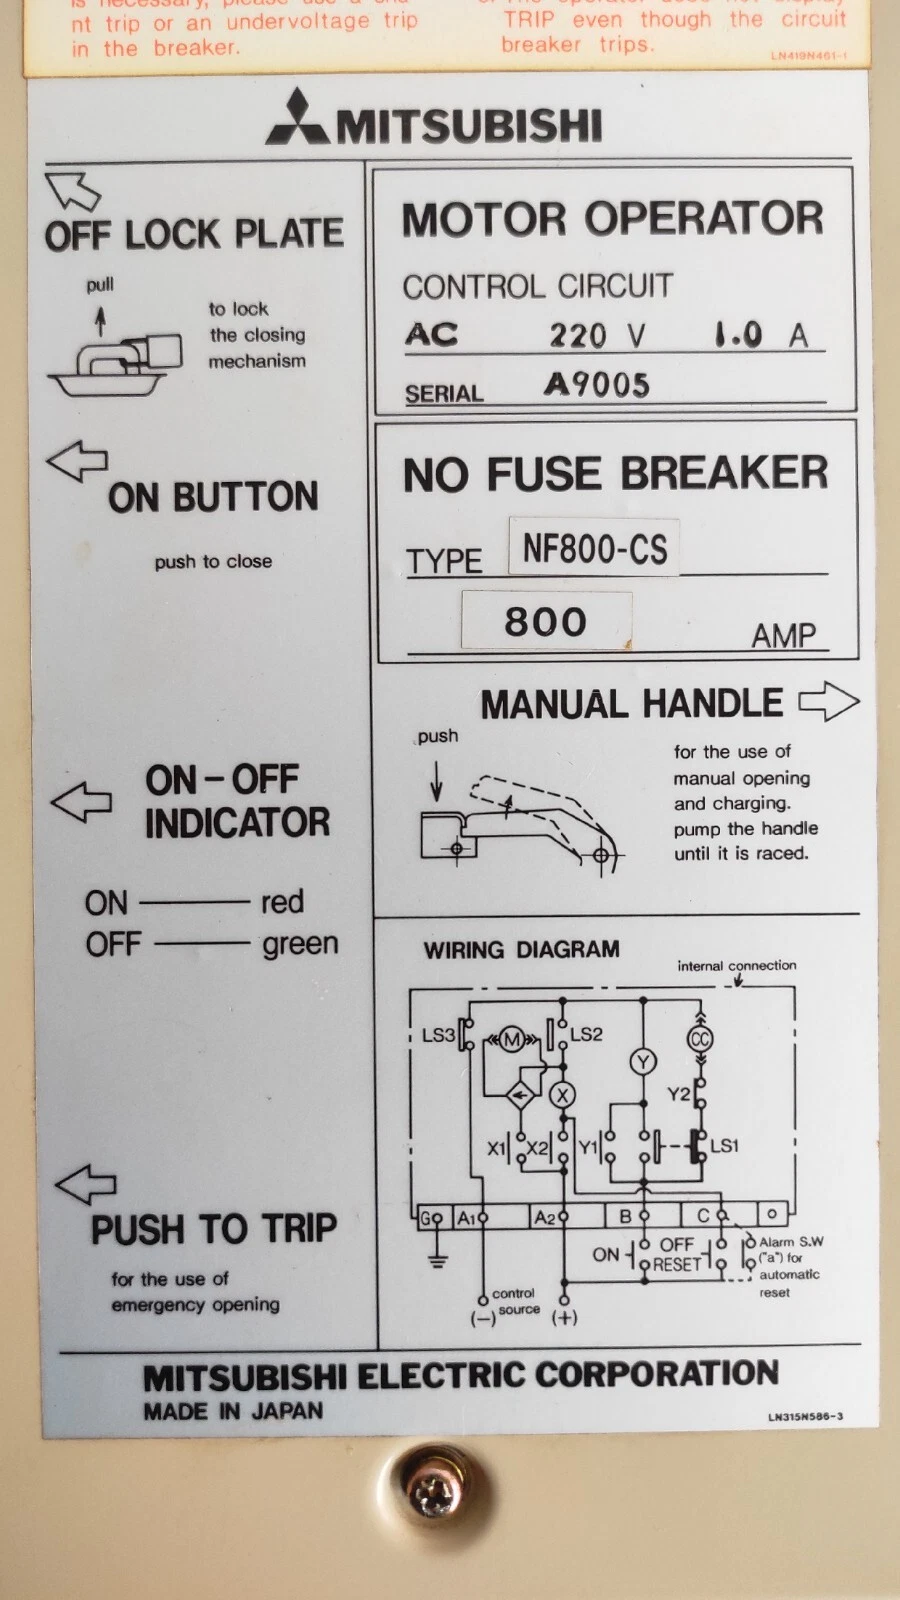 nt trip or an undervoltage trip
in the breaker.
TRIP even though the circuit
breaker trips.
LN419N461-1
MITSUBISHI
OFF LOCK PLATE
pull
to lock
the closing
mechanism
ON BUTTON
push to close
ON-OFF
INDICATOR
ON red
OFF green
PUSH TO TRIP
for the use of
emergency opening
MOTOR OPERATOR
CONTROL CIRCUIT
AC 220 V 1.0 A
SERIAL A9005
NO FUSE BREAKER
TYPE NF800-CS
800 AMP
MANUAL HANDLE
push
for the use of
manual opening
and charging.
pump the handle
until it is raced.
WIRING DIAGRAM
internal connection
LS3 M LS2 CC
Y
X Y2
X1 X2 Y1 LS1
G A1 A2 B C
ON OFF
RESET
Alarm S.W
("a") for
automatic
reset
control
source
(-) (+)
MITSUBISHI ELECTRIC CORPORATION
MADE IN JAPAN
LN315N586-3